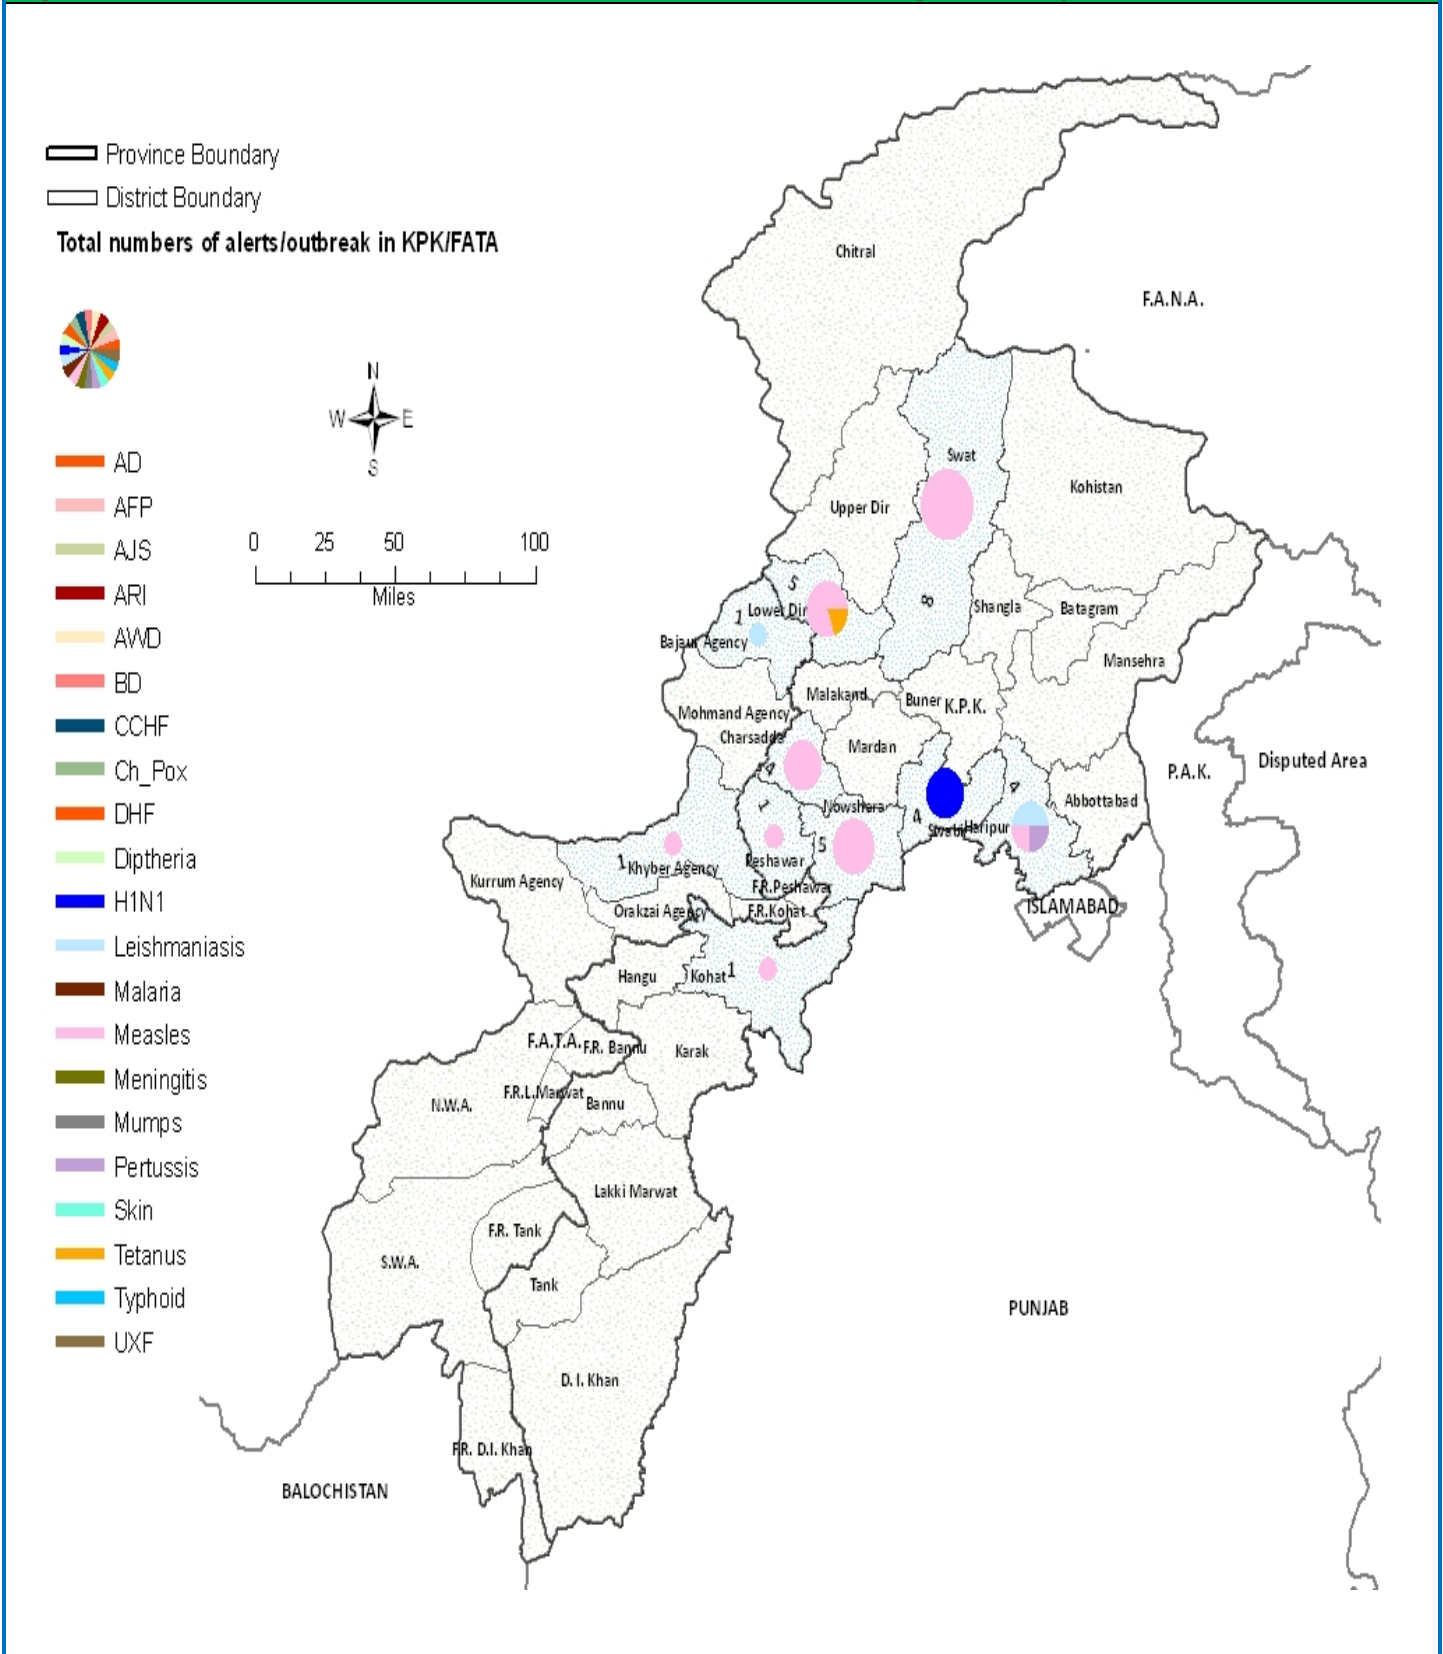 Province Boundary
District Boundary
Total numbers of alerts/outbreak in KPK/FATA
N
W E
S
0 25 50 100
Miles
AD
AFP
AJS
ARI
AWD
BD
CCHF
Ch_Pox
DHF
Diptheria
H1N1
Leishmaniasis
Malaria
Measles
Meningitis
Mumps
Pertussis
Skin
Tetanus
Typhoid
UXF
Chitral
F.A.N.A.
Swat
Kohistan
Upper Dir
5
Lower Dir
8
Shangla
Batagram
1
Bajaur Agency
Mansehra
Malakand
Buner
K.P.K.
Mohmand Agency
Charsadda
Mardan
Disputed Area
P.A.K.
4
4
Abbottabad
1
Nowshera
4
Swabi
Haripur
5
Peshawar
1
Khyber Agency
Kurrum Agency
F.R.Peshawar
Orakzai Agency
F.R.Kohat
ISLAMABAD
Hangu
Kohat
1
F.A.T.A.
F.R. Bannu
Karak
F.R.L.Marwat
N.W.A.
Bannu
Lakki Marwat
F.R. Tank
S.W.A.
Tank
PUNJAB
D. I. Khan
F.R. D.I. Khan
BALOCHISTAN